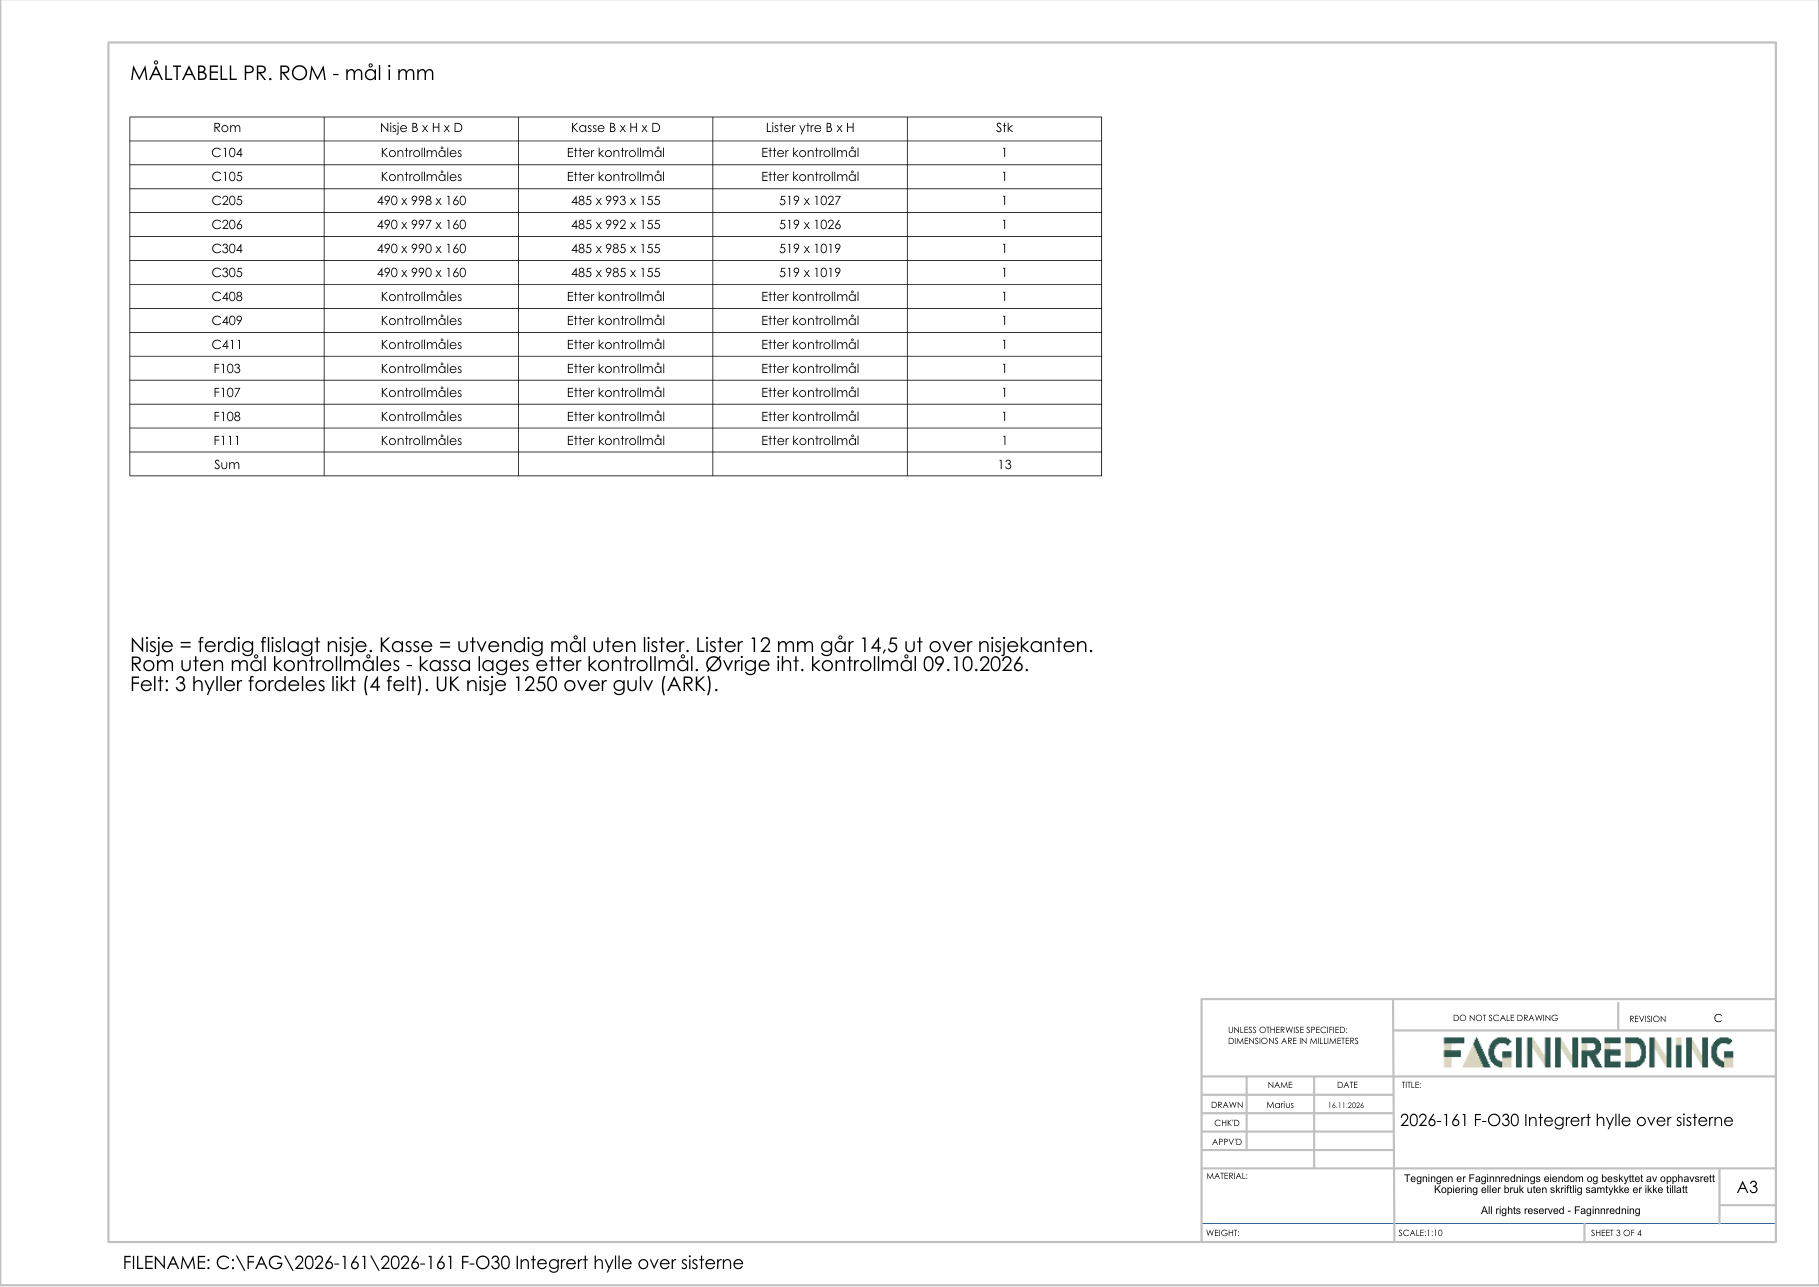 MÅLTABELL PR. ROM - mål i mm
Rom Nisje B x H x D Kasse B x H x D Lister ytre B x H Stk
C104 Kontrollmåles Etter kontrollmål Etter kontrollmål 1
C105 Kontrollmåles Etter kontrollmål Etter kontrollmål 1
C205 490 x 998 x 160 485 x 993 x 155 519 x 1027 1
C206 490 x 997 x 160 485 x 992 x 155 519 x 1026 1
C304 490 x 990 x 160 485 x 985 x 155 519 x 1019 1
C305 490 x 990 x 160 485 x 985 x 155 519 x 1019 1
C408 Kontrollmåles Etter kontrollmål Etter kontrollmål 1
C409 Kontrollmåles Etter kontrollmål Etter kontrollmål 1
C411 Kontrollmåles Etter kontrollmål Etter kontrollmål 1
F103 Kontrollmåles Etter kontrollmål Etter kontrollmål 1
F107 Kontrollmåles Etter kontrollmål Etter kontrollmål 1
F108 Kontrollmåles Etter kontrollmål Etter kontrollmål 1
F111 Kontrollmåles Etter kontrollmål Etter kontrollmål 1
Sum 13
Nisje = ferdig flislagt nisje. Kasse = utvendig mål uten lister. Lister 12 mm går 14,5 ut over nisjekanten.
Rom uten mål kontrollmåles - kassa lages etter kontrollmål. Øvrige iht. kontrollmål 09.10.2026.
Felt: 3 hyller fordeles likt (4 felt). UK nisje 1250 over gulv (ARK).
UNLESS OTHERWISE SPECIFIED:
DIMENSIONS ARE IN MILLIMETERS
DO NOT SCALE DRAWING
REVISION C
FAGINNREDNING
NAME DATE
DRAWN Marius 16.11.2026
CHK'D
APPV'D
TITLE:
2026-161 F-O30 Integrert hylle over sisterne
MATERIAL:
Tegningen er Faginnrednings eiendom og beskyttet av opphavsrett
Kopiering eller bruk uten skriftlig samtykke er ikke tillatt
All rights reserved - Faginnredning
A3
WEIGHT:
SCALE:1:10
SHEET 3 OF 4
FILENAME: C:\FAG\2026-161\2026-161 F-O30 Integrert hylle over sisterne